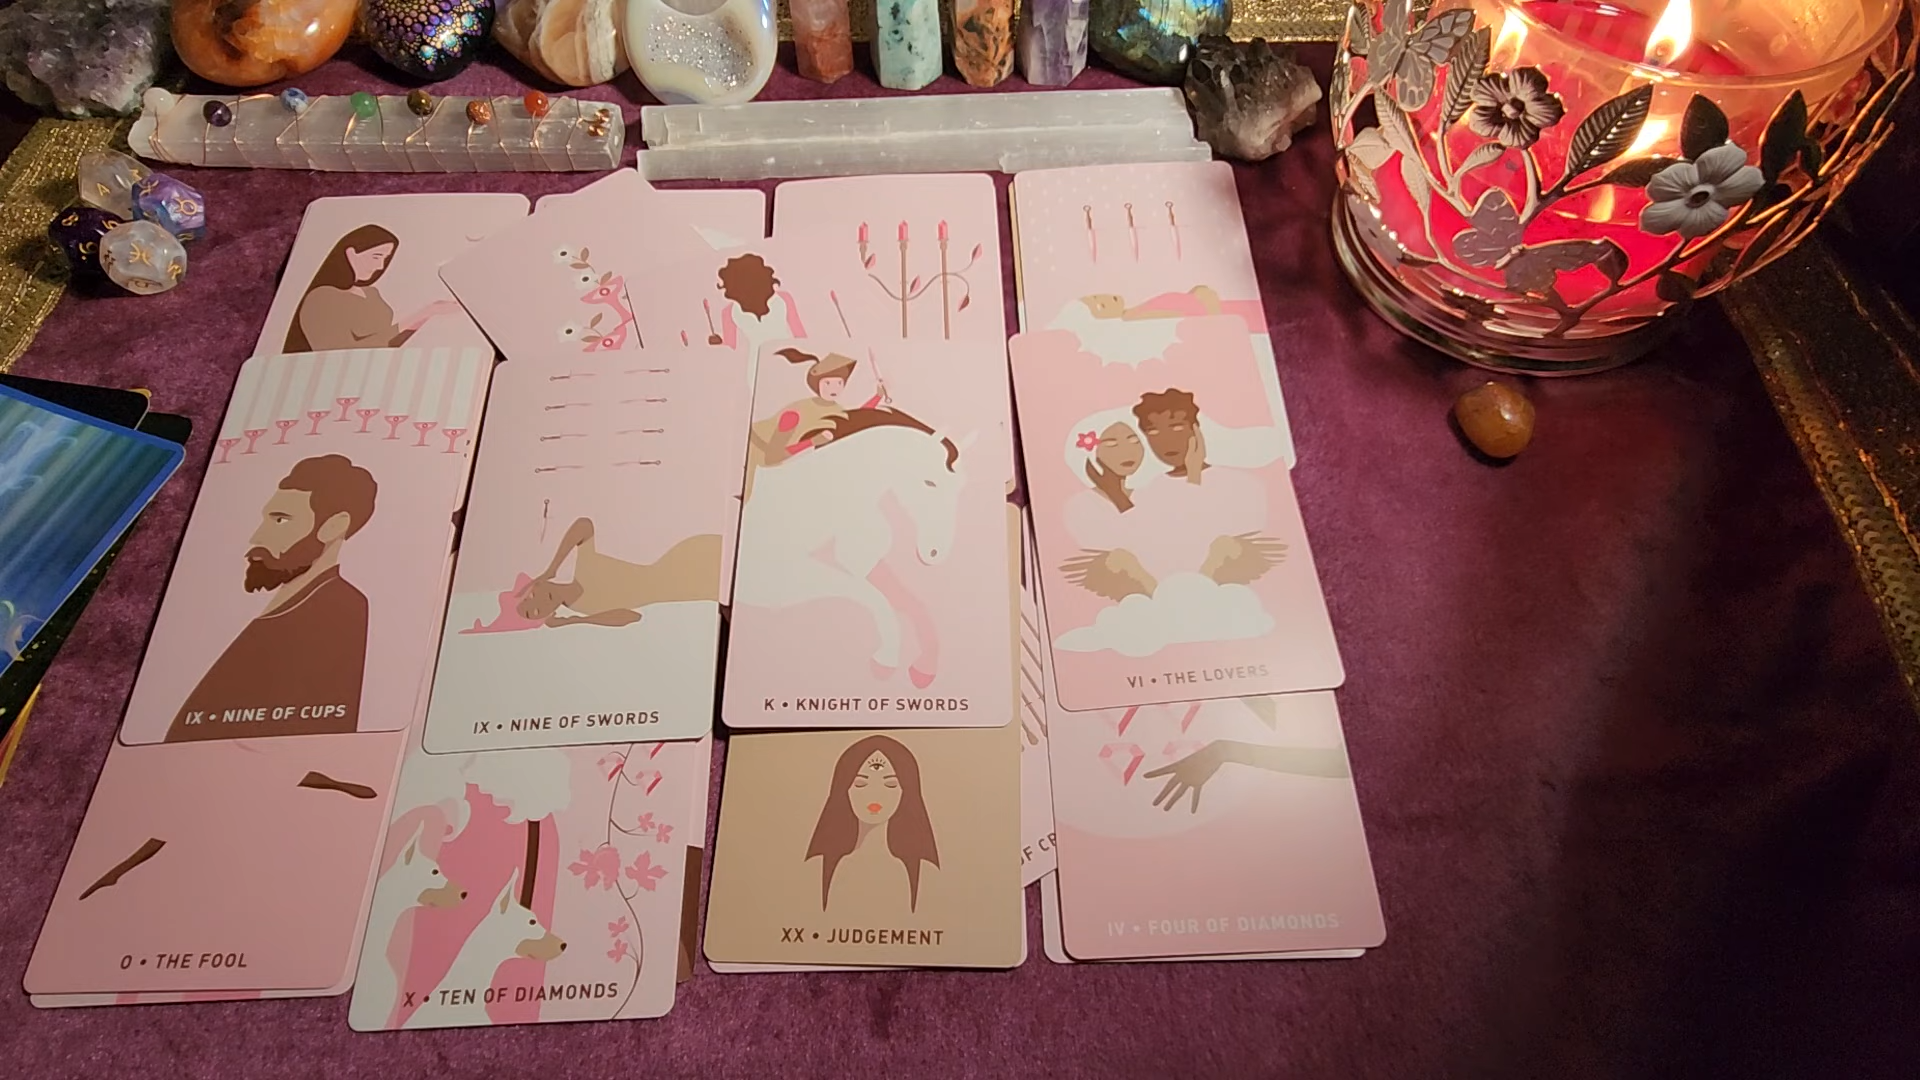 IX • NINE OF CUPS
IX • NINE OF SWORDS
K • KNIGHT OF SWORDS
VI • THE LOVERS
0 • THE FOOL
X • TEN OF DIAMONDS
XX • JUDGEMENT
OF
IV • FOUR OF DIAMONDS